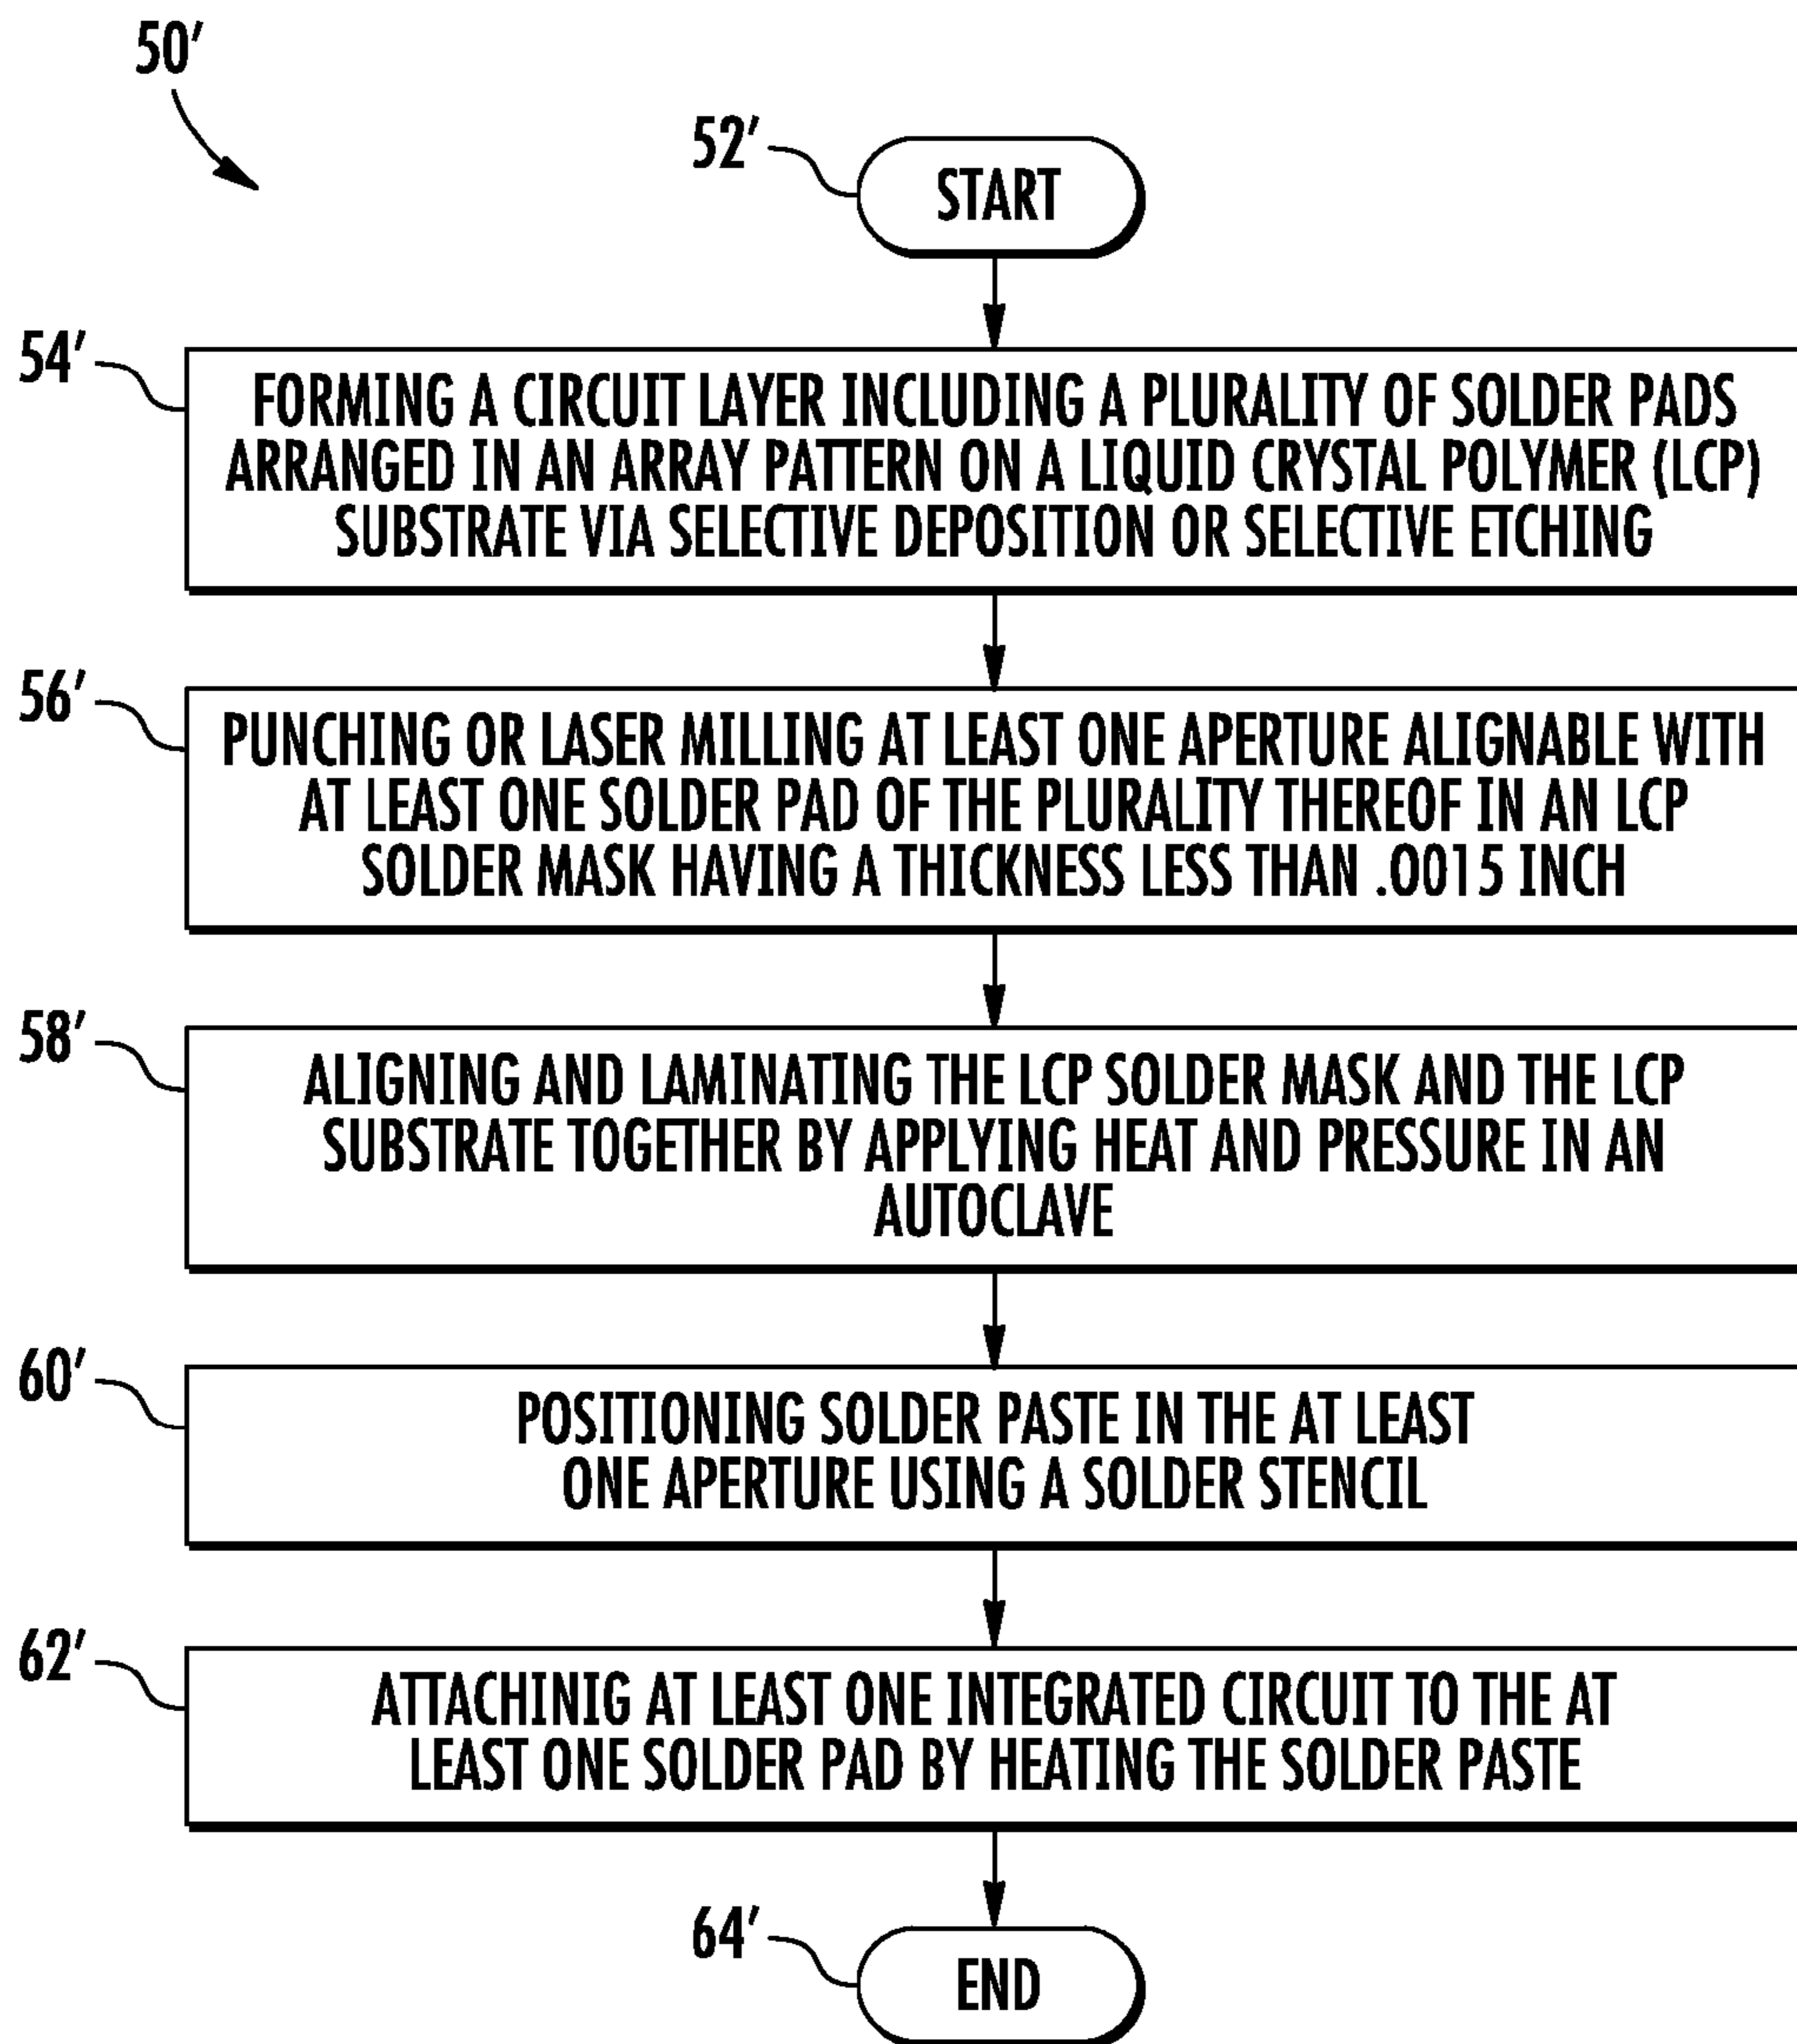 50'
52'
START
54'
FORMING A CIRCUIT LAYER INCLUDING A PLURALITY OF SOLDER PADS
ARRANGED IN AN ARRAY PATTERN ON A LIQUID CRYSTAL POLYMER (LCP)
SUBSTRATE VIA SELECTIVE DEPOSITION OR SELECTIVE ETCHING
56'
PUNCHING OR LASER MILLING AT LEAST ONE APERTURE ALIGNABLE WITH
AT LEAST ONE SOLDER PAD OF THE PLURALITY THEREOF IN AN LCP
SOLDER MASK HAVING A THICKNESS LESS THAN .0015 INCH
58'
ALIGNING AND LAMINATING THE LCP SOLDER MASK AND THE LCP
SUBSTRATE TOGETHER BY APPLYING HEAT AND PRESSURE IN AN
AUTOCLAVE
60'
POSITIONING SOLDER PASTE IN THE AT LEAST
ONE APERTURE USING A SOLDER STENCIL
62'
ATTACHINIG AT LEAST ONE INTEGRATED CIRCUIT TO THE AT
LEAST ONE SOLDER PAD BY HEATING THE SOLDER PASTE
64'
END